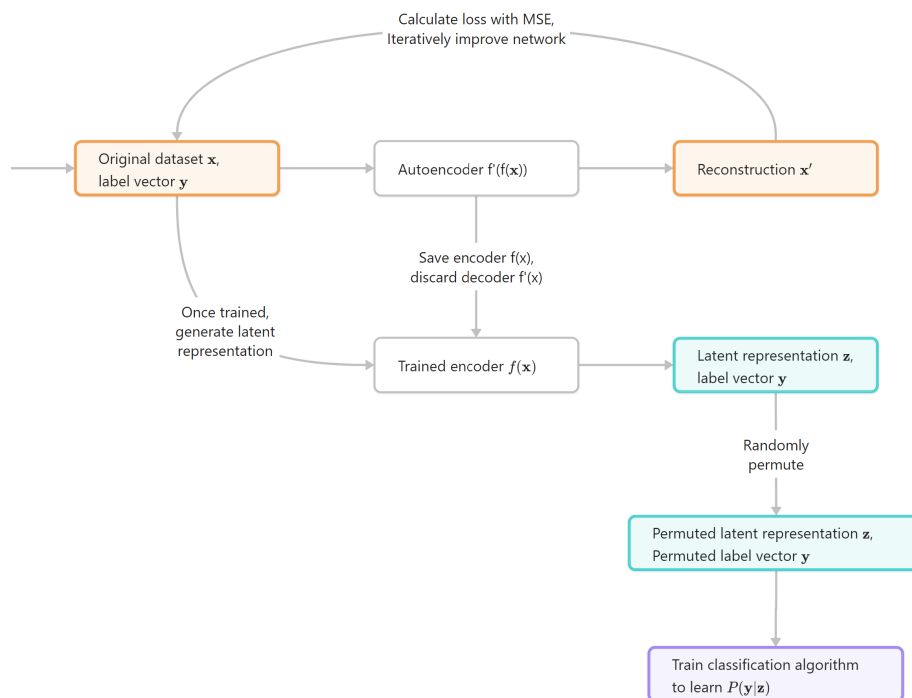 Calculate loss with MSE,
Iteratively improve network
Original dataset x,
label vector y
Autoencoder f'(f(x))
Reconstruction x′
Save encoder f(x),
discard decoder f'(x)
Once trained,
generate latent
representation
Trained encoder f(x)
Latent representation z,
label vector y
Randomly
permute
Permuted latent representation z,
Permuted label vector y
Train classification algorithm
to learn P(y|z)